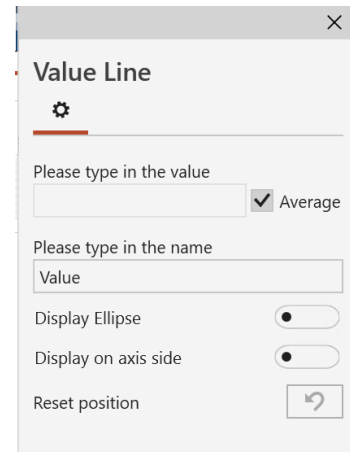 Value Line
Please type in the value
Average
Please type in the name
Value
Display Ellipse
Display on axis side
Reset position